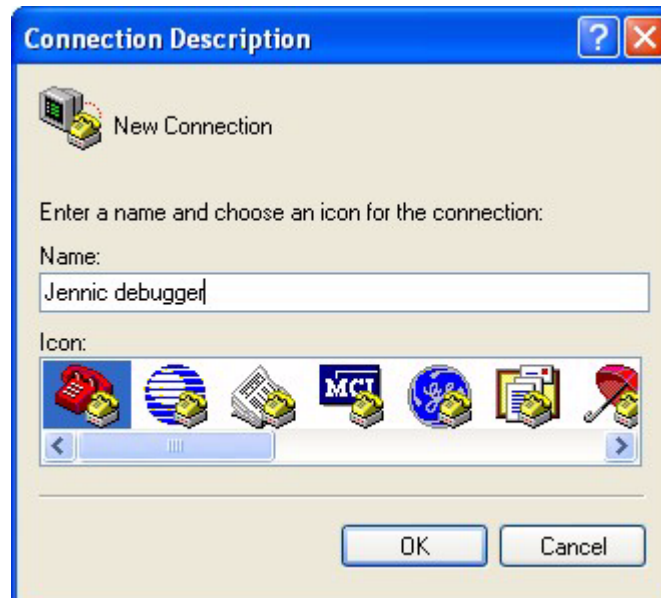 Connection Description
New Connection
Enter a name and choose an icon for the connection:
Name:
Jennic debugger
Icon:
MCI
OK Cancel